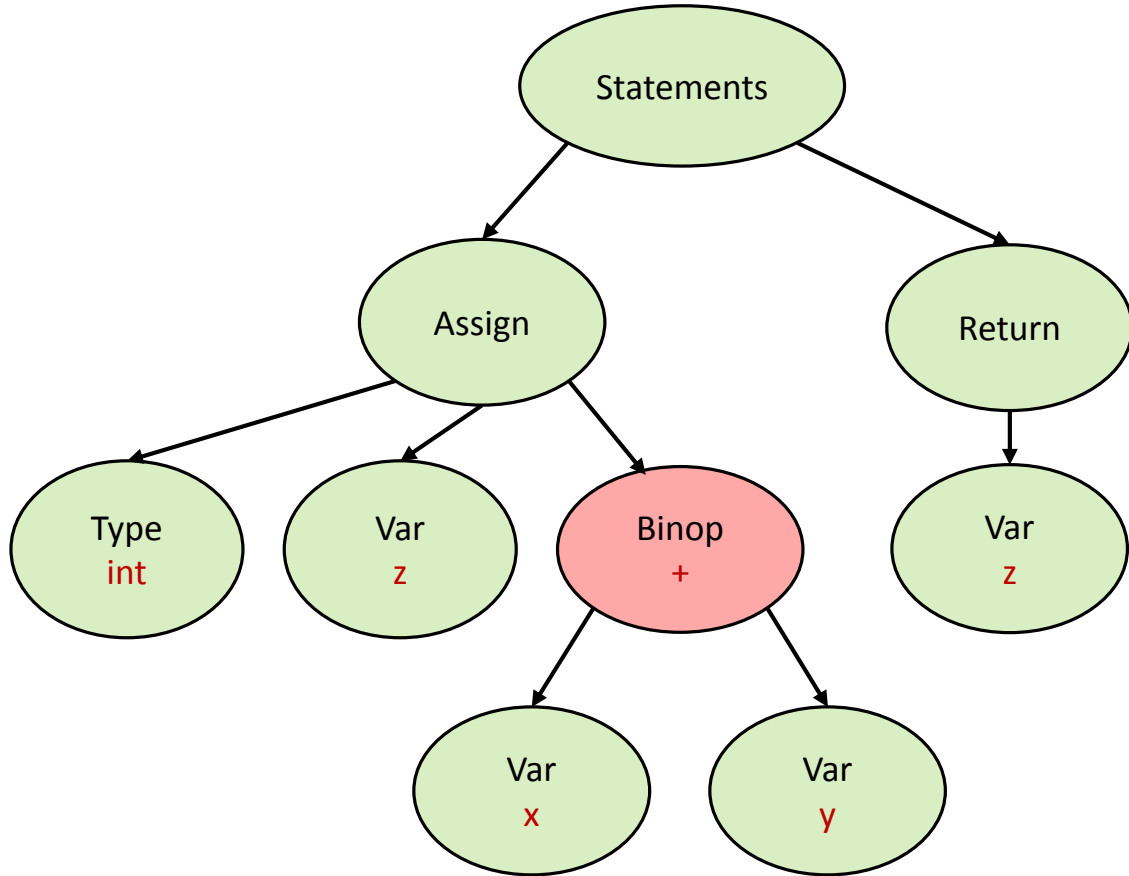 Statements
Assign
Return
Type
int
Var
z
Binop
+
Var
z
Var
x
Var
y